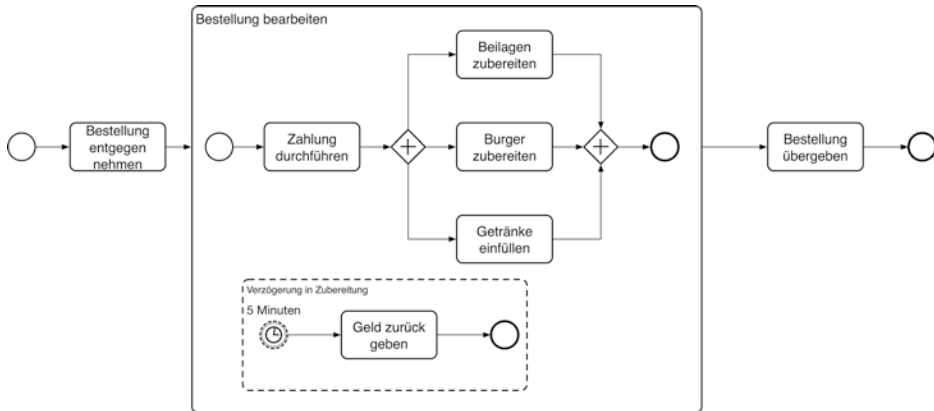 Bestellung bearbeiten
Bestellung
entgegen
nehmen
Zahlung
durchführen
Beilagen
zubereiten
Burger
zubereiten
Getränke
einfüllen
Bestellung
übergeben
Verzögerung in Zubereitung
5 Minuten
Geld zurück
geben